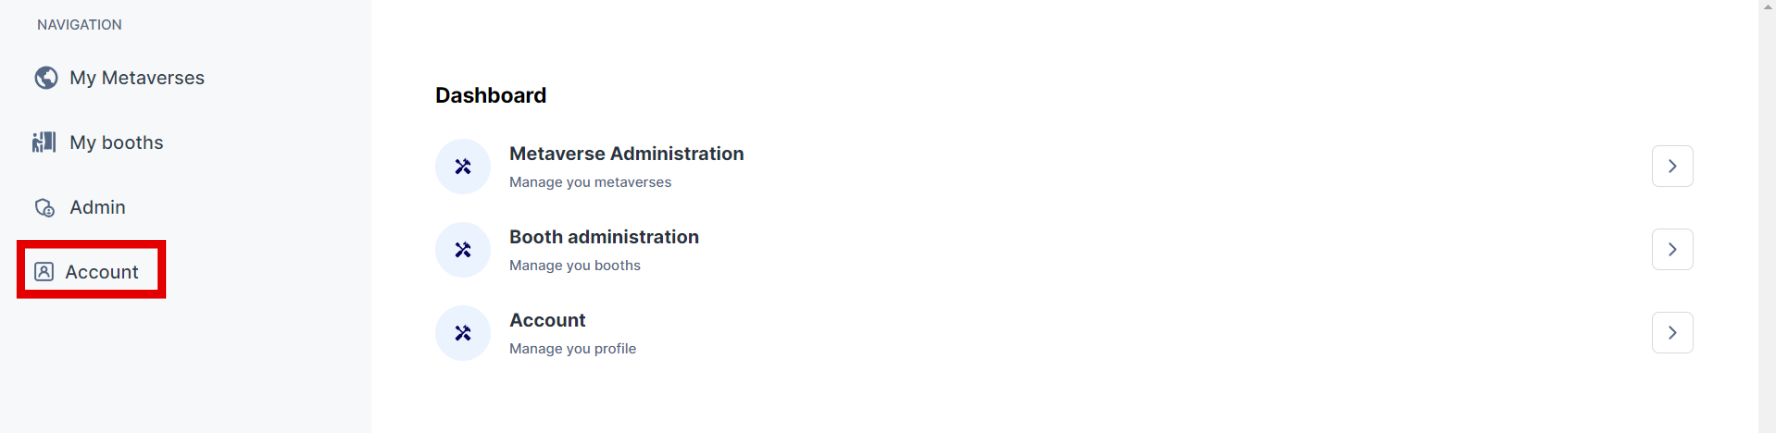 NAVIGATION
My Metaverses
My booths
Admin
Account
Dashboard
Metaverse Administration
Manage you metaverses
Booth administration
Manage you booths
Account
Manage you profile